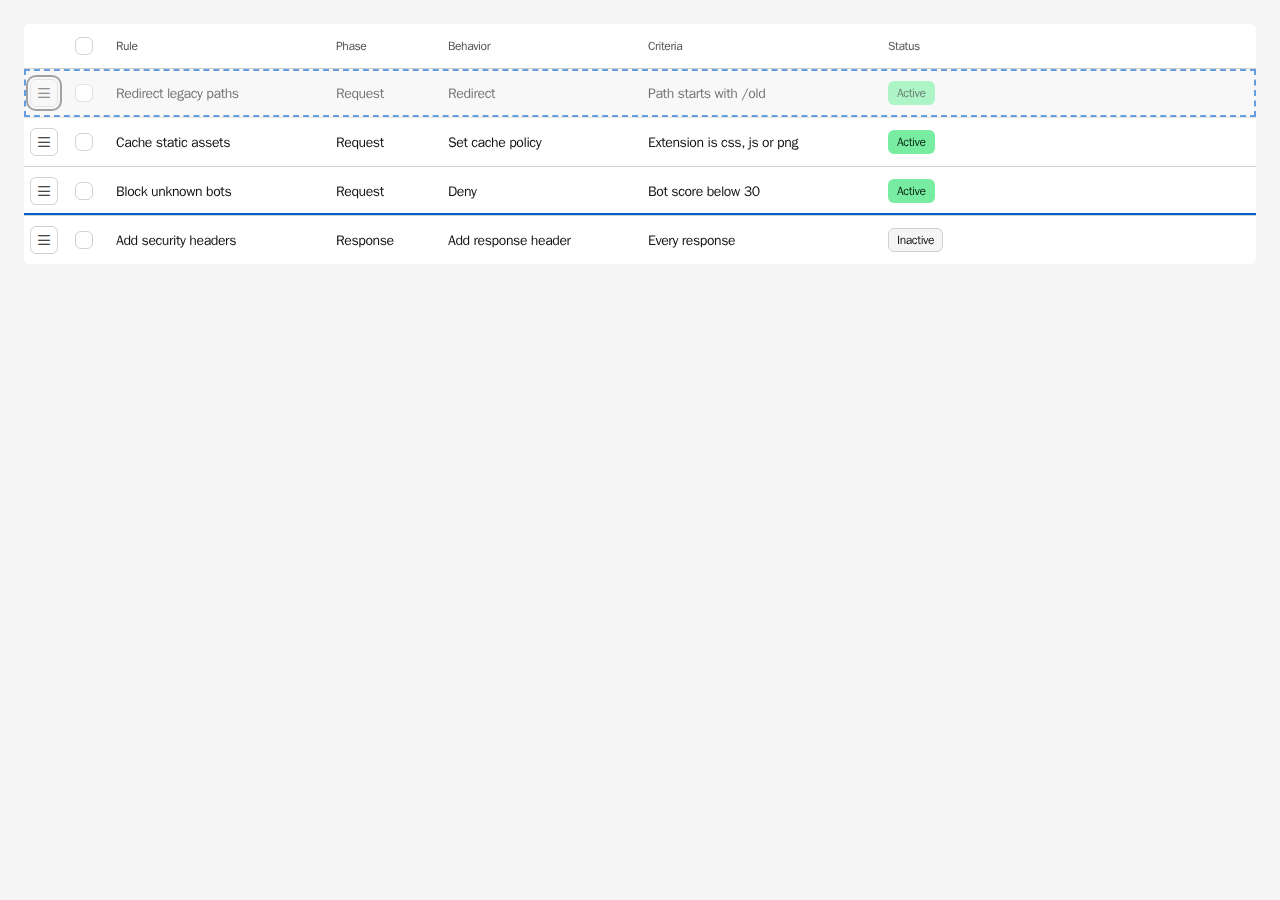 Rule Phase Behavior Criteria Status
Redirect legacy paths Request Redirect Path starts with /old Active
Cache static assets Request Set cache policy Extension is css, js or png Active
Block unknown bots Request Deny Bot score below 30 Active
Add security headers Response Add response header Every response Inactive